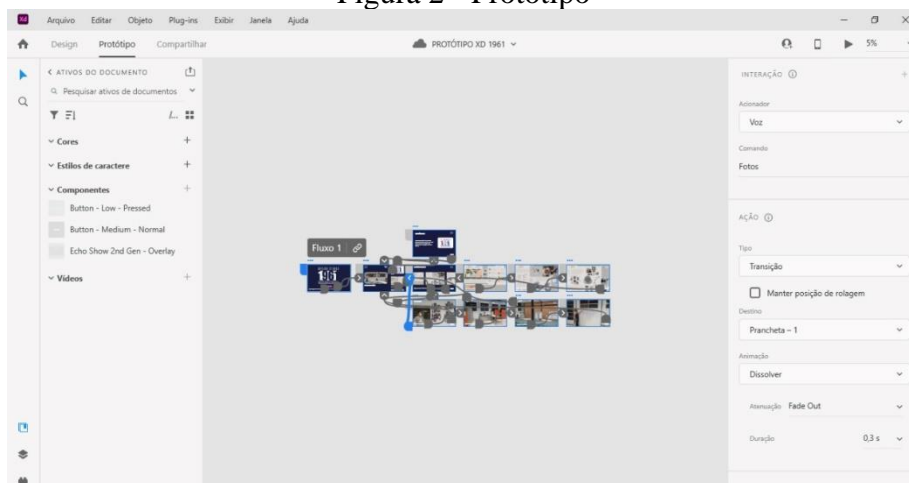 Figura 2 - Protótipo
Xd Arquivo Editar Objeto Plug-ins Exibir Janela Ajuda
Design Protótipo Compartilhar
PROTÓTIPO XD 1961
5%
ATIVOS DO DOCUMENTO
Pesquisar ativos de documentos
Cores
Estilos de caractere
Componentes
Button - Low - Pressed
Button - Medium - Normal
Echo Show 2nd Gen - Overlay
Vídeos
Fluxo 1
INTERAÇÃO
Acionador
Voz
Comando
Fotos
AÇÃO
Tipo
Transição
Manter posição de rolagem
Destino
Prancheta – 1
Animação
Dissolver
Atenuação Fade Out
Duração 0,3 s